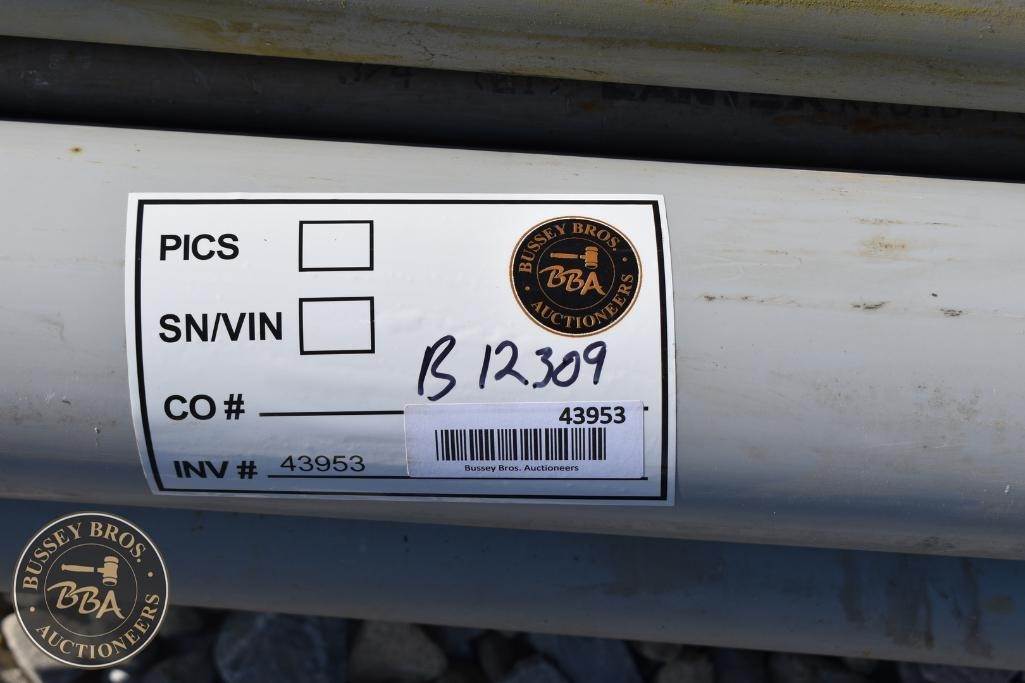 PICS
BUSSEY BROS.
BBA
AUCTIONEERS
SN/VIN
B 12309
CO #
43953
INV # 43953
Bussey Bros. Auctioneers
BUSSEY BROS.
BBA
AUCTIONEERS